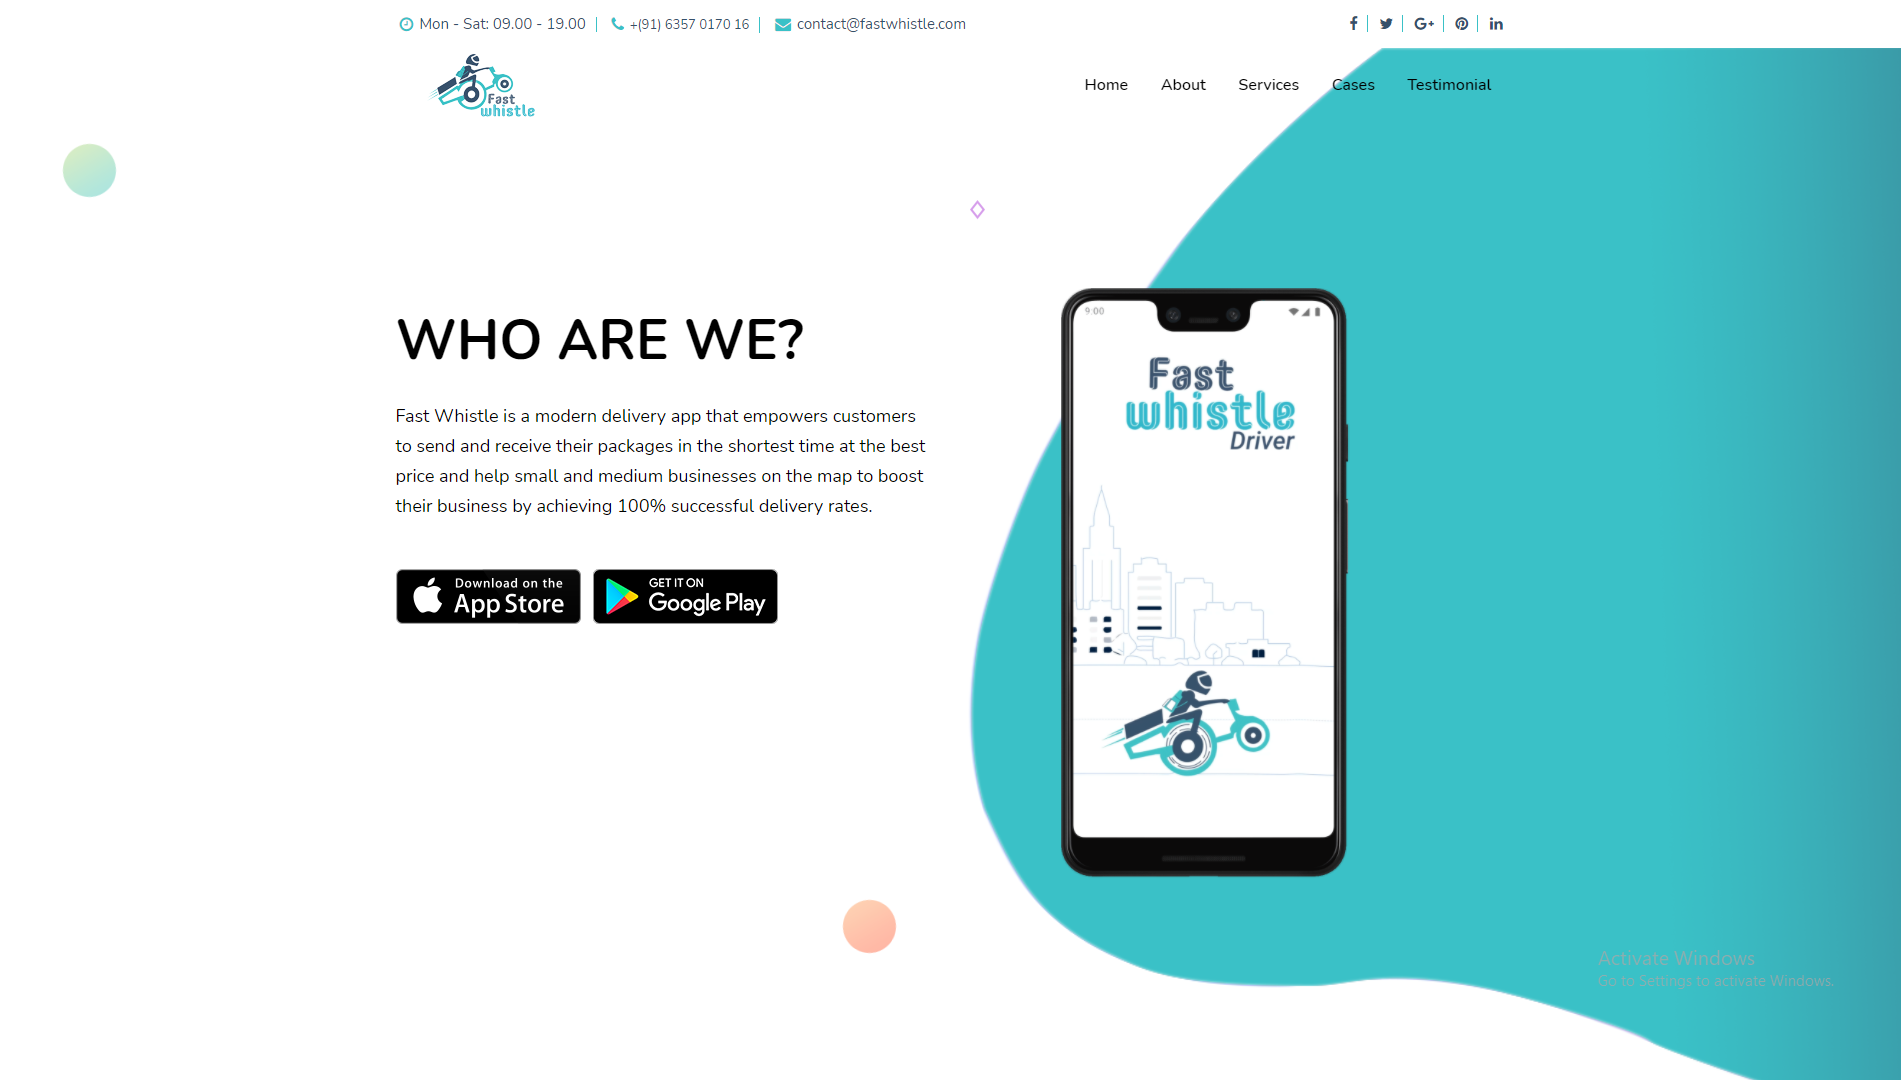 Mon - Sat: 09.00 - 19.00
+(91) 6357 0170 16
contact@fastwhistle.com
Fast
whistle
Home
About
Services
Cases
Testimonial
WHO ARE WE?
Fast Whistle is a modern delivery app that empowers customers
to send and receive their packages in the shortest time at the best
price and help small and medium businesses on the map to boost
their business by achieving 100% successful delivery rates.
Download on the
App Store
GET IT ON
Google Play
9:00
Fast
whistle
Driver
Activate Windows
Go to Settings to activate Windows.